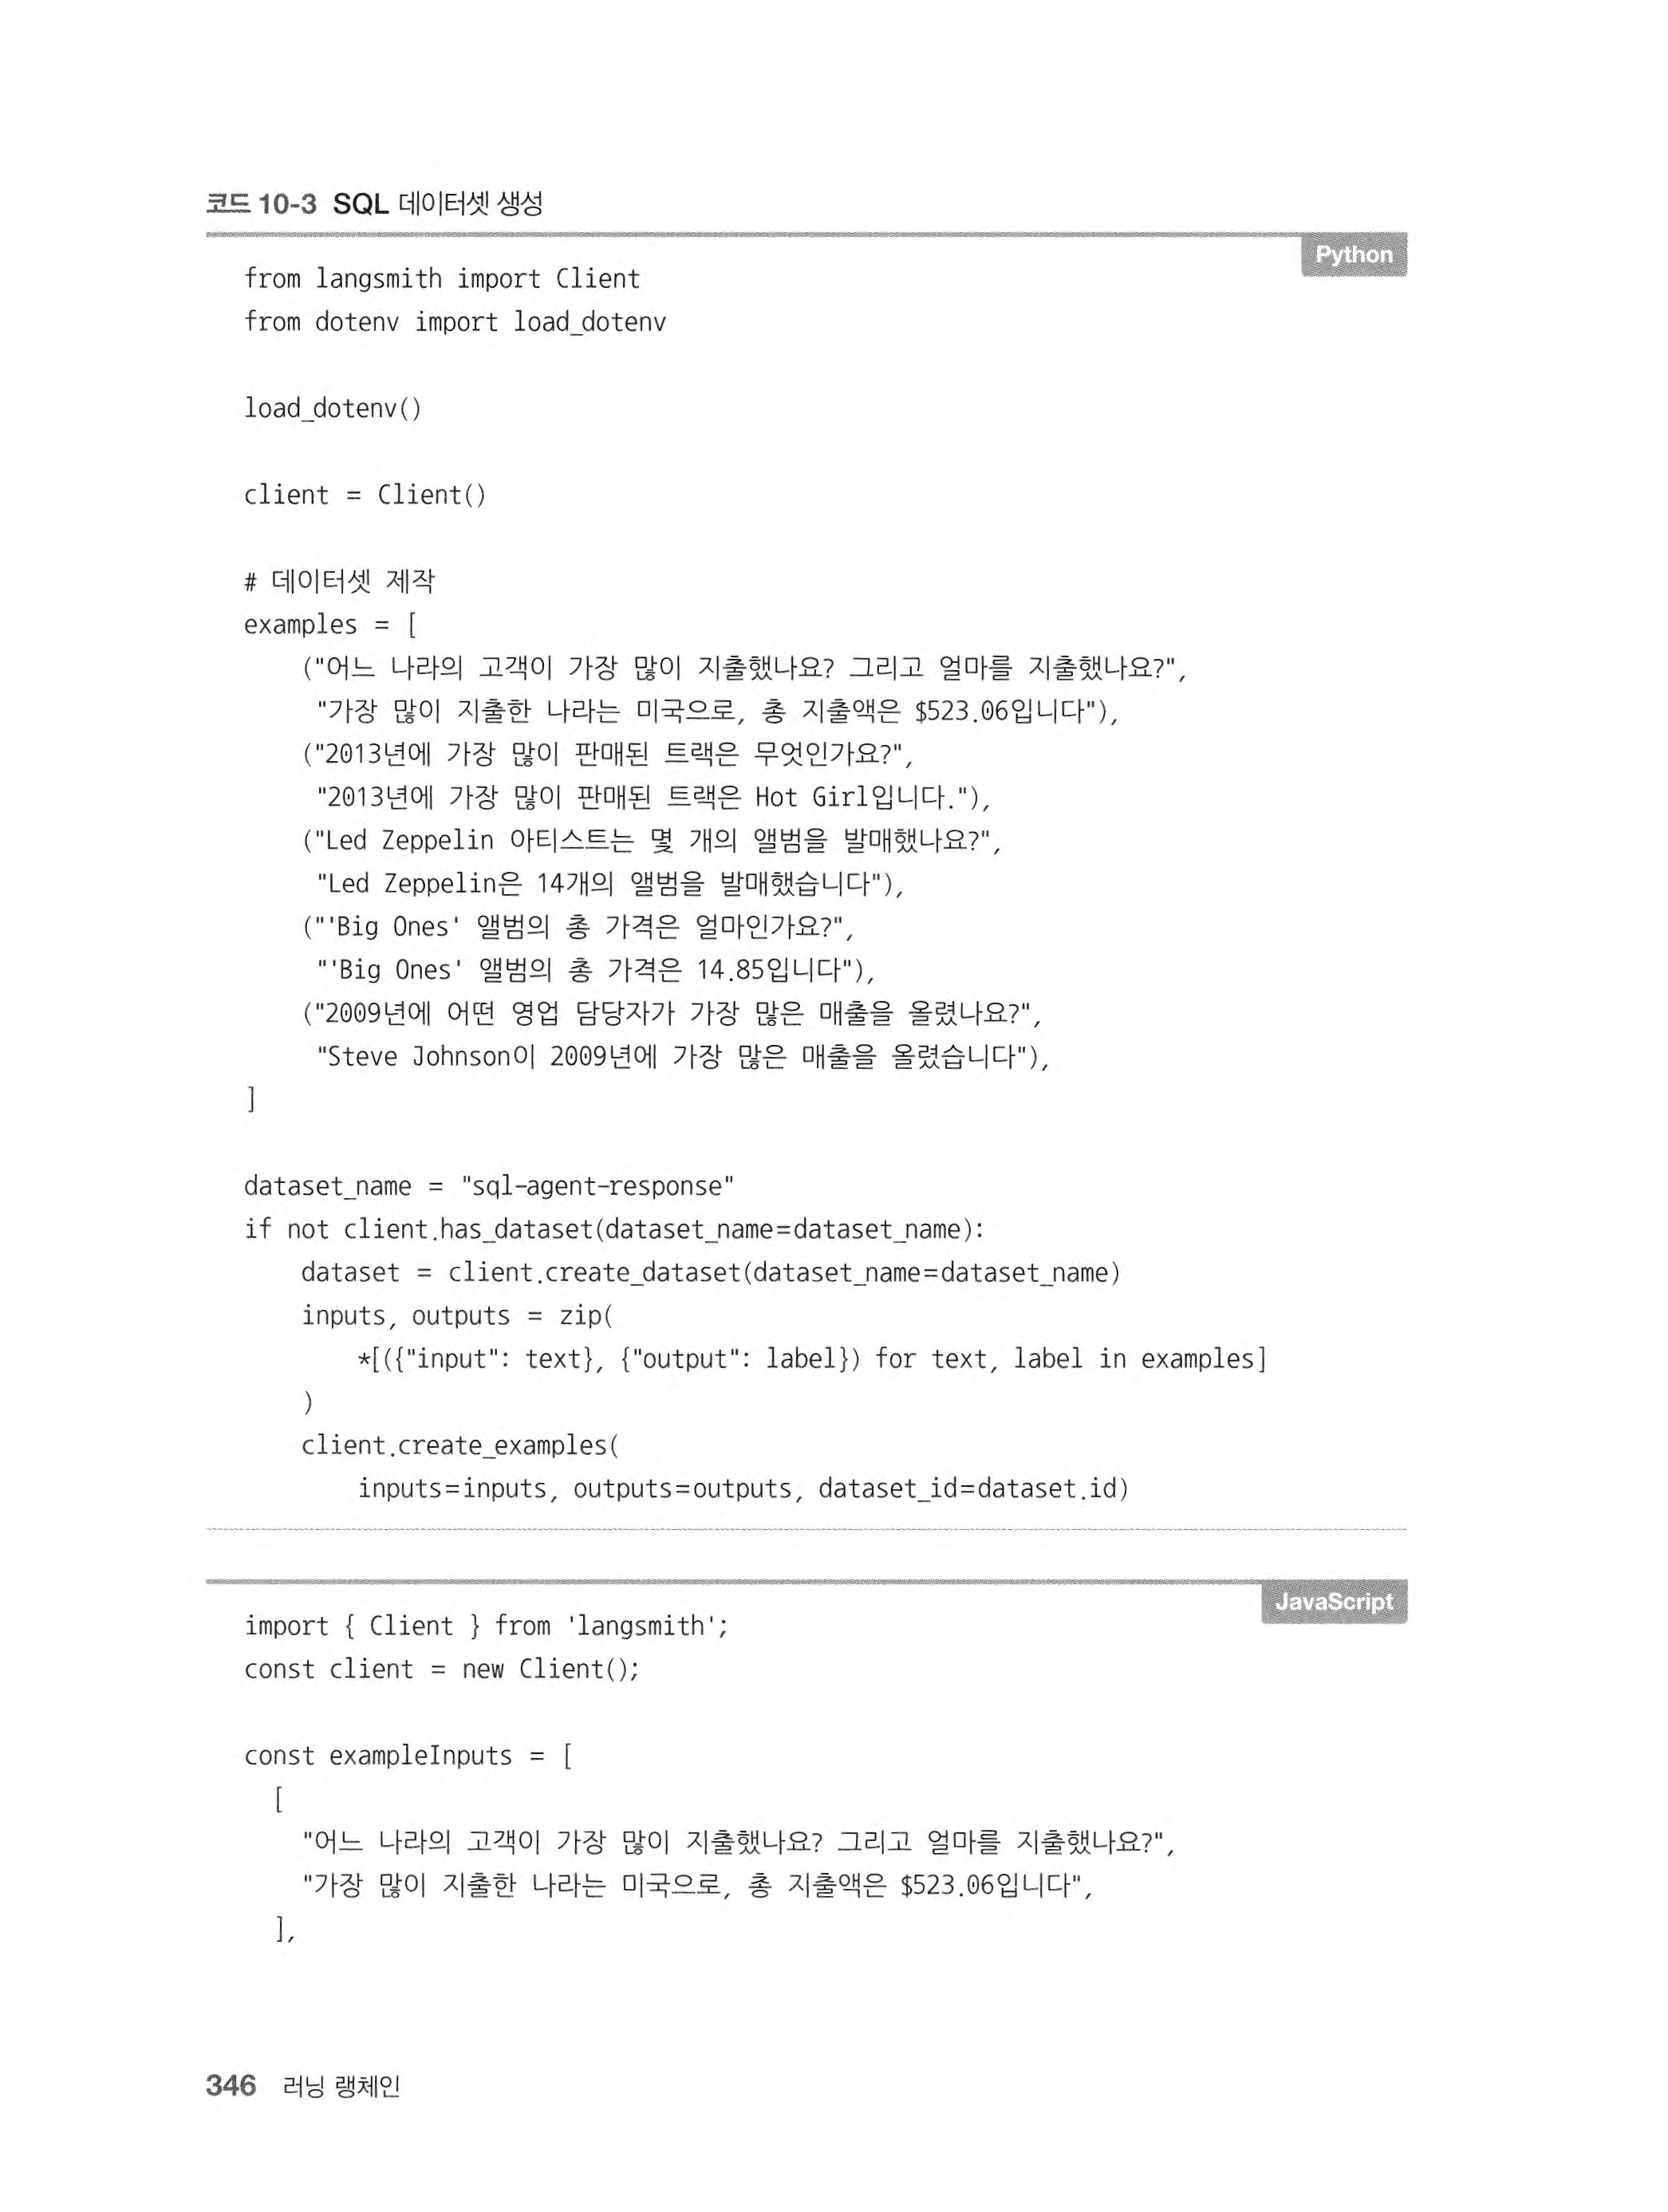 코드 10-3 SQL 데이터셋 생성
Python
from langsmith import Client
from dotenv import load_dotenv

load_dotenv()

client = Client()

# 데이터셋 제작
examples = [
    ("어느 나라의 고객이 가장 많이 지출했나요? 그리고 얼마를 지출했나요?",
     "가장 많이 지출한 나라는 미국으로, 총 지출액은 $523.06입니다"),
    ("2013년에 가장 많이 판매된 트랙은 무엇인가요?",
     "2013년에 가장 많이 판매된 트랙은 Hot Girl입니다."),
    ("Led Zeppelin 아티스트는 몇 개의 앨범을 발매했나요?",
     "Led Zeppelin은 14개의 앨범을 발매했습니다"),
    ("'Big Ones' 앨범의 총 가격은 얼마인가요?",
     "'Big Ones' 앨범의 총 가격은 14.85입니다"),
    ("2009년에 어떤 영업 담당자가 가장 많은 매출을 올렸나요?",
     "Steve Johnson이 2009년에 가장 많은 매출을 올렸습니다"),
]

dataset_name = "sql-agent-response"
if not client.has_dataset(dataset_name=dataset_name):
    dataset = client.create_dataset(dataset_name=dataset_name)
    inputs, outputs = zip(
        *[({"input": text}, {"output": label}) for text, label in examples]
    )
    client.create_examples(
        inputs=inputs, outputs=outputs, dataset_id=dataset.id)

JavaScript
import { Client } from 'langsmith';
const client = new Client();

const exampleInputs = [
  [
    "어느 나라의 고객이 가장 많이 지출했나요? 그리고 얼마를 지출했나요?",
    "가장 많이 지출한 나라는 미국으로, 총 지출액은 $523.06입니다",
  ],

346 러닝 랭체인